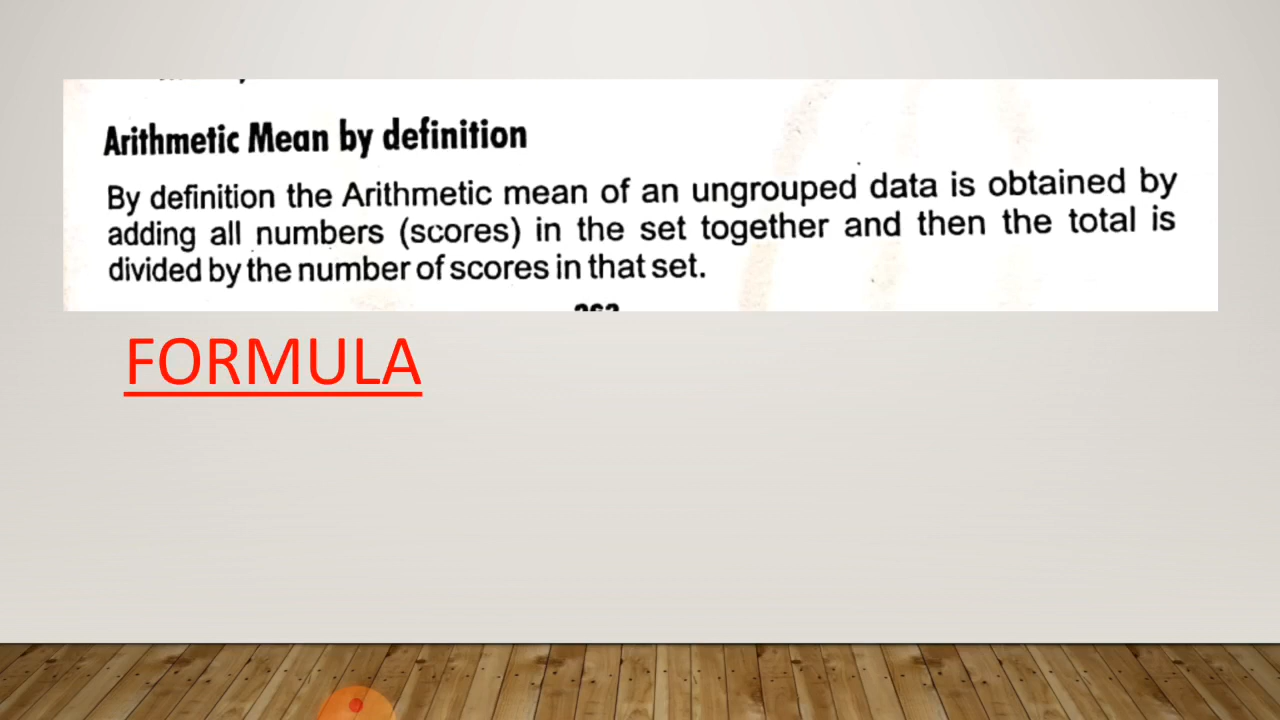 Arithmetic Mean by definition
By definition the Arithmetic mean of an ungrouped data is obtained by
adding all numbers (scores) in the set together and then the total is
divided by the number of scores in that set.
FORMULA